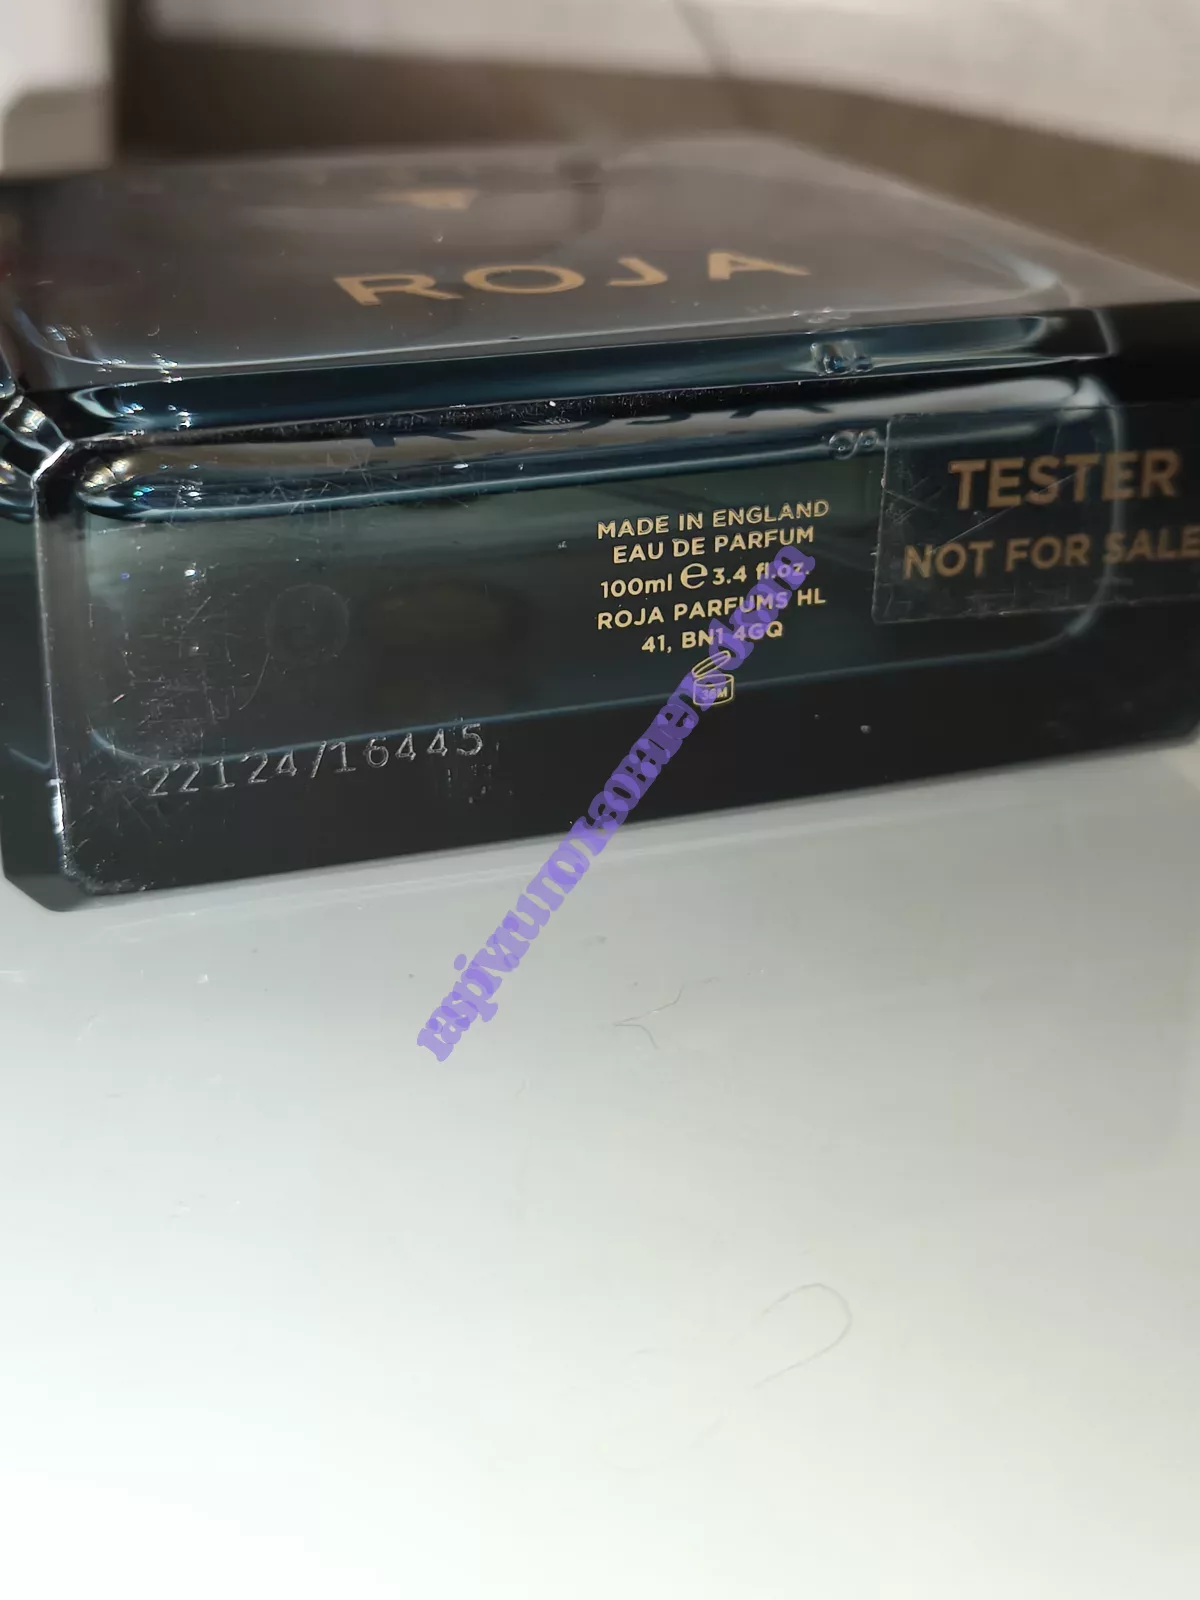 ROJA
TESTER
NOT FOR SALE
MADE IN ENGLAND
EAU DE PARFUM
100ml ℮ 3.4 fl.oz.
ROJA PARFUMS HL
41, BN1 4GQ
36M
22124/16445